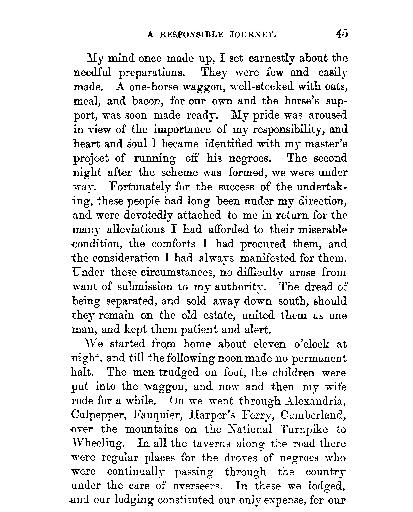 A RESPONSIBLE JOURNEY. 45
My mind once made up, I set earnestly about the
needful preparations. They were few and easily
made. A one-horse waggon, well-stocked with oats,
meal, and bacon, for our own and the horse's sup-
port, was soon made ready. My pride was aroused
in view of the importance of my responsibility, and
heart and soul I became identified with my master's
project of running off his negroes. The second
night after the scheme was formed, we were under
way. Fortunately for the success of the undertak-
ing, these people had long been under my direction,
and were devotedly attached to me in return for the
many alleviations I had afforded to their miserable
condition, the comforts I had procured them, and
the consideration I had always manifested for them.
Under these circumstances, no difficulty arose from
want of submission to my authority. The dread of
being separated, and sold away down south, should
they remain on the old estate, united them as one
man, and kept them patient and alert.
We started from home about eleven o'clock at
night, and till the following noon made no permanent
halt. The men trudged on foot, the children were
put into the waggon, and now and then my wife
rode for a while. On we went through Alexandria,
Culpepper, Fauquier, Harper's Ferry, Cumberland,
over the mountains on the National Turnpike to
Wheeling. In all the taverns along the road there
were regular places for the droves of negroes who
were continually passing through the country
under the care of overseers. In these we lodged,
and our lodging constituted our only expense, for our